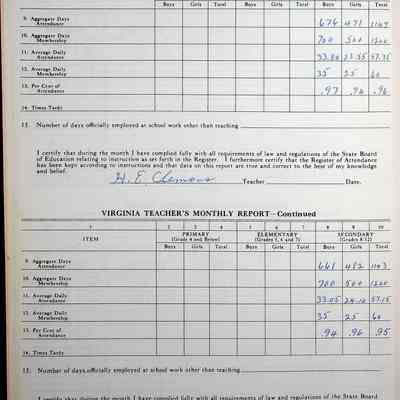 Boys Girls Total Boys Girls Total Boys Girls Total
9. Aggregate Days Attendance 676 471
10. Aggregate Days Membership 700 500 1200
11. Average Daily Attendance 33.80 23.55 57.35
12. Average Daily Membership 35 25 60
13. Per Cent of Attendance .97 .94 .96
14. Times Tardy
15. Number of days officially employed at school work other than teaching
I certify that during the month I have complied fully with all requirements of law and regulations of the State Board
of Education relating to instruction as set forth in the Register. I furthermore certify that the Register of Attendance
has been kept according to instructions and that data on this report are true and correct to the best of my knowledge
and belief.
H. E. Clemons Teacher Date.
VIRGINIA TEACHER'S MONTHLY REPORT—Continued
1 2 3 4 5 6 7 8 9 10
ITEM PRIMARY (Grade 4 and Below) ELEMENTARY (Grades 5, 6 and 7) SECONDARY (Grades 8-12)
Boys Girls Total Boys Girls Total Boys Girls Total
9. Aggregate Days Attendance 661 482 1143
10. Aggregate Days Membership 700 500 1200
11. Average Daily Attendance 33.05 24.10 57.15
12. Average Daily Membership 35 25 60
13. Per Cent of Attendance .94 .96 .95
14. Times Tardy
15. Number of days officially employed at school work other than teaching
I certify that during the month I have complied fully with all requirements of law and regulations of the State Board